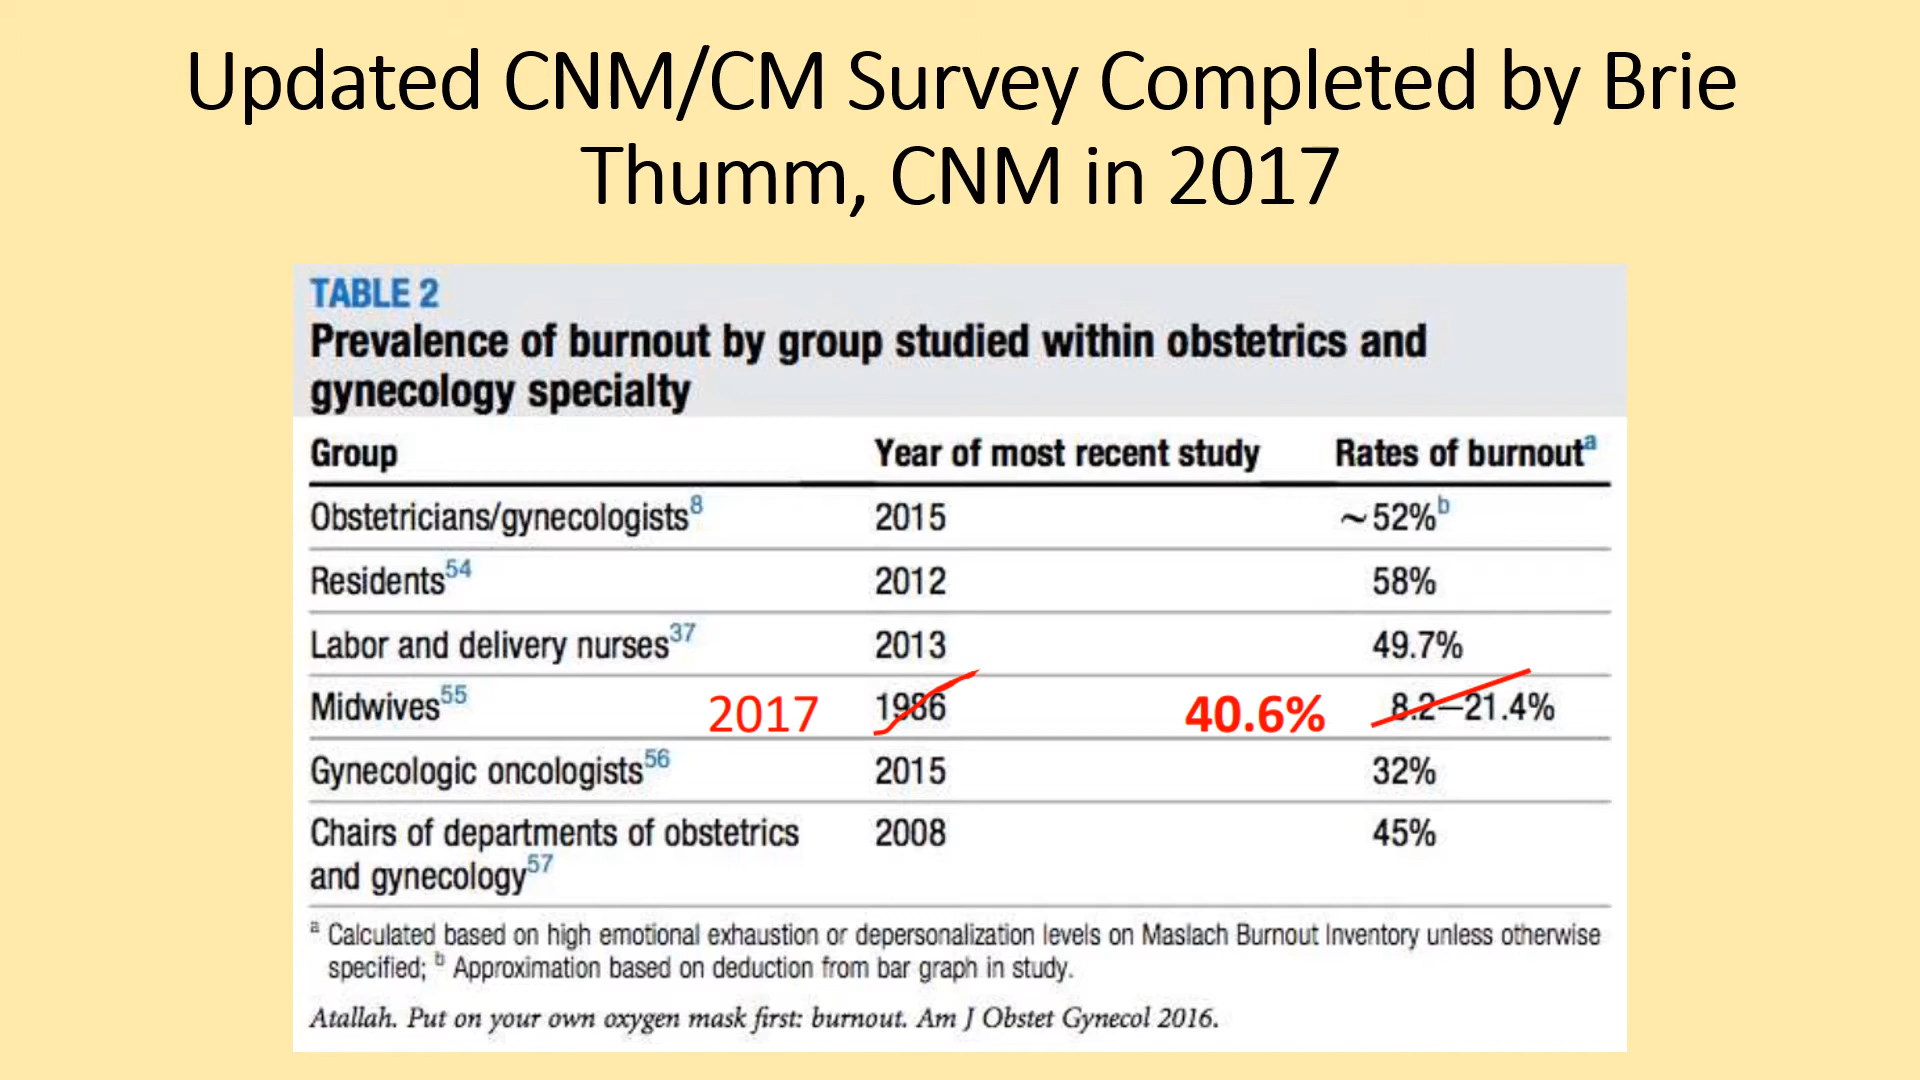 Updated CNM/CM Survey Completed by Brie
Thumm, CNM in 2017
TABLE 2
Prevalence of burnout by group studied within obstetrics and
gynecology specialty
Group Year of most recent study Rates of burnoutᵃ
Obstetricians/gynecologists⁸ 2015 ~52%ᵇ
Residents⁵⁴ 2012 58%
Labor and delivery nurses³⁷ 2013 49.7%
Midwives⁵⁵ 2017 1986 40.6% 8.2–21.4%
Gynecologic oncologists⁵⁶ 2015 32%
Chairs of departments of obstetrics 2008 45%
and gynecology⁵⁷
ᵃ Calculated based on high emotional exhaustion or depersonalization levels on Maslach Burnout Inventory unless otherwise
specified; ᵇ Approximation based on deduction from bar graph in study.
Atallah. Put on your own oxygen mask first: burnout. Am J Obstet Gynecol 2016.